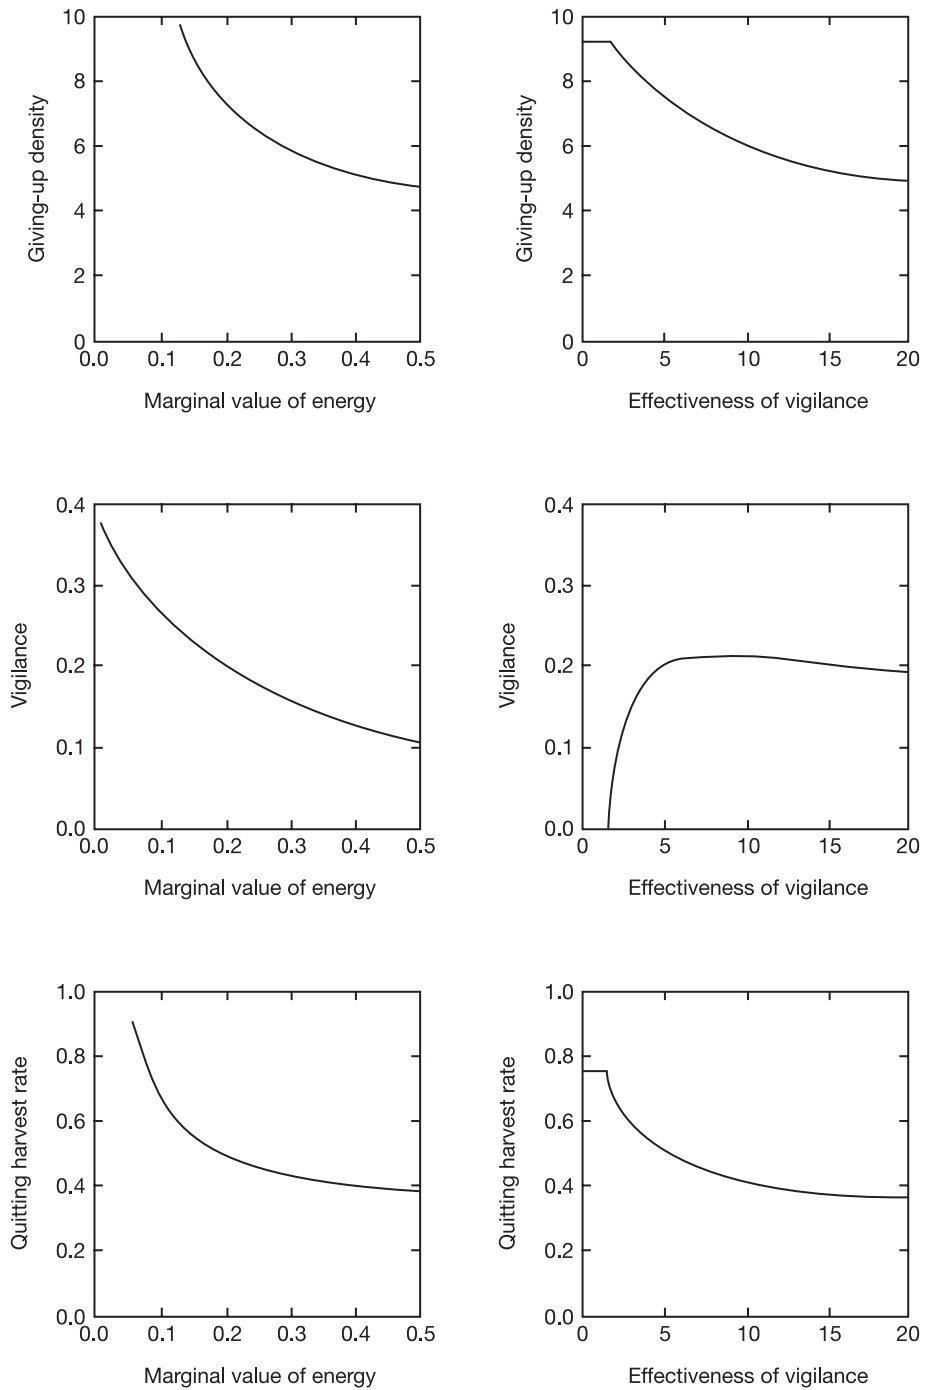 10
8
6
4
2
0
Giving-up density
0.0 0.1 0.2 0.3 0.4 0.5
Marginal value of energy
10
8
6
4
2
0
Giving-up density
0 5 10 15 20
Effectiveness of vigilance
0.4
0.3
0.2
0.1
0.0
Vigilance
0.0 0.1 0.2 0.3 0.4 0.5
Marginal value of energy
0.4
0.3
0.2
0.1
0.0
Vigilance
0 5 10 15 20
Effectiveness of vigilance
1.0
0.8
0.6
0.4
0.2
0.0
Quitting harvest rate
0.0 0.1 0.2 0.3 0.4 0.5
Marginal value of energy
1.0
0.8
0.6
0.4
0.2
0.0
Quitting harvest rate
0 5 10 15 20
Effectiveness of vigilance